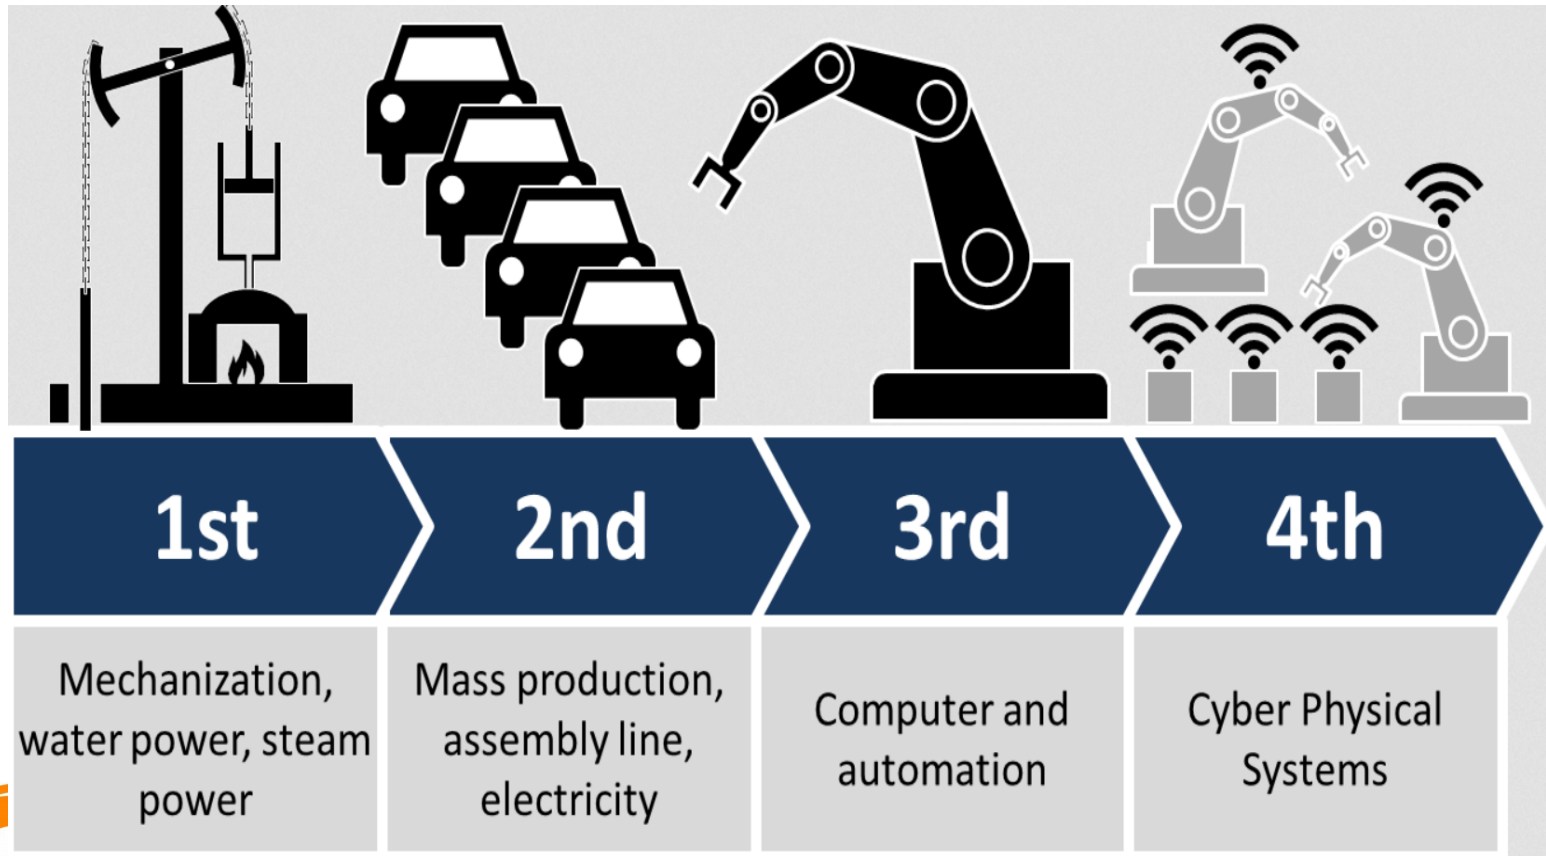 1st
2nd
3rd
4th
Mechanization,
water power, steam
power
Mass production,
assembly line,
electricity
Computer and
automation
Cyber Physical
Systems